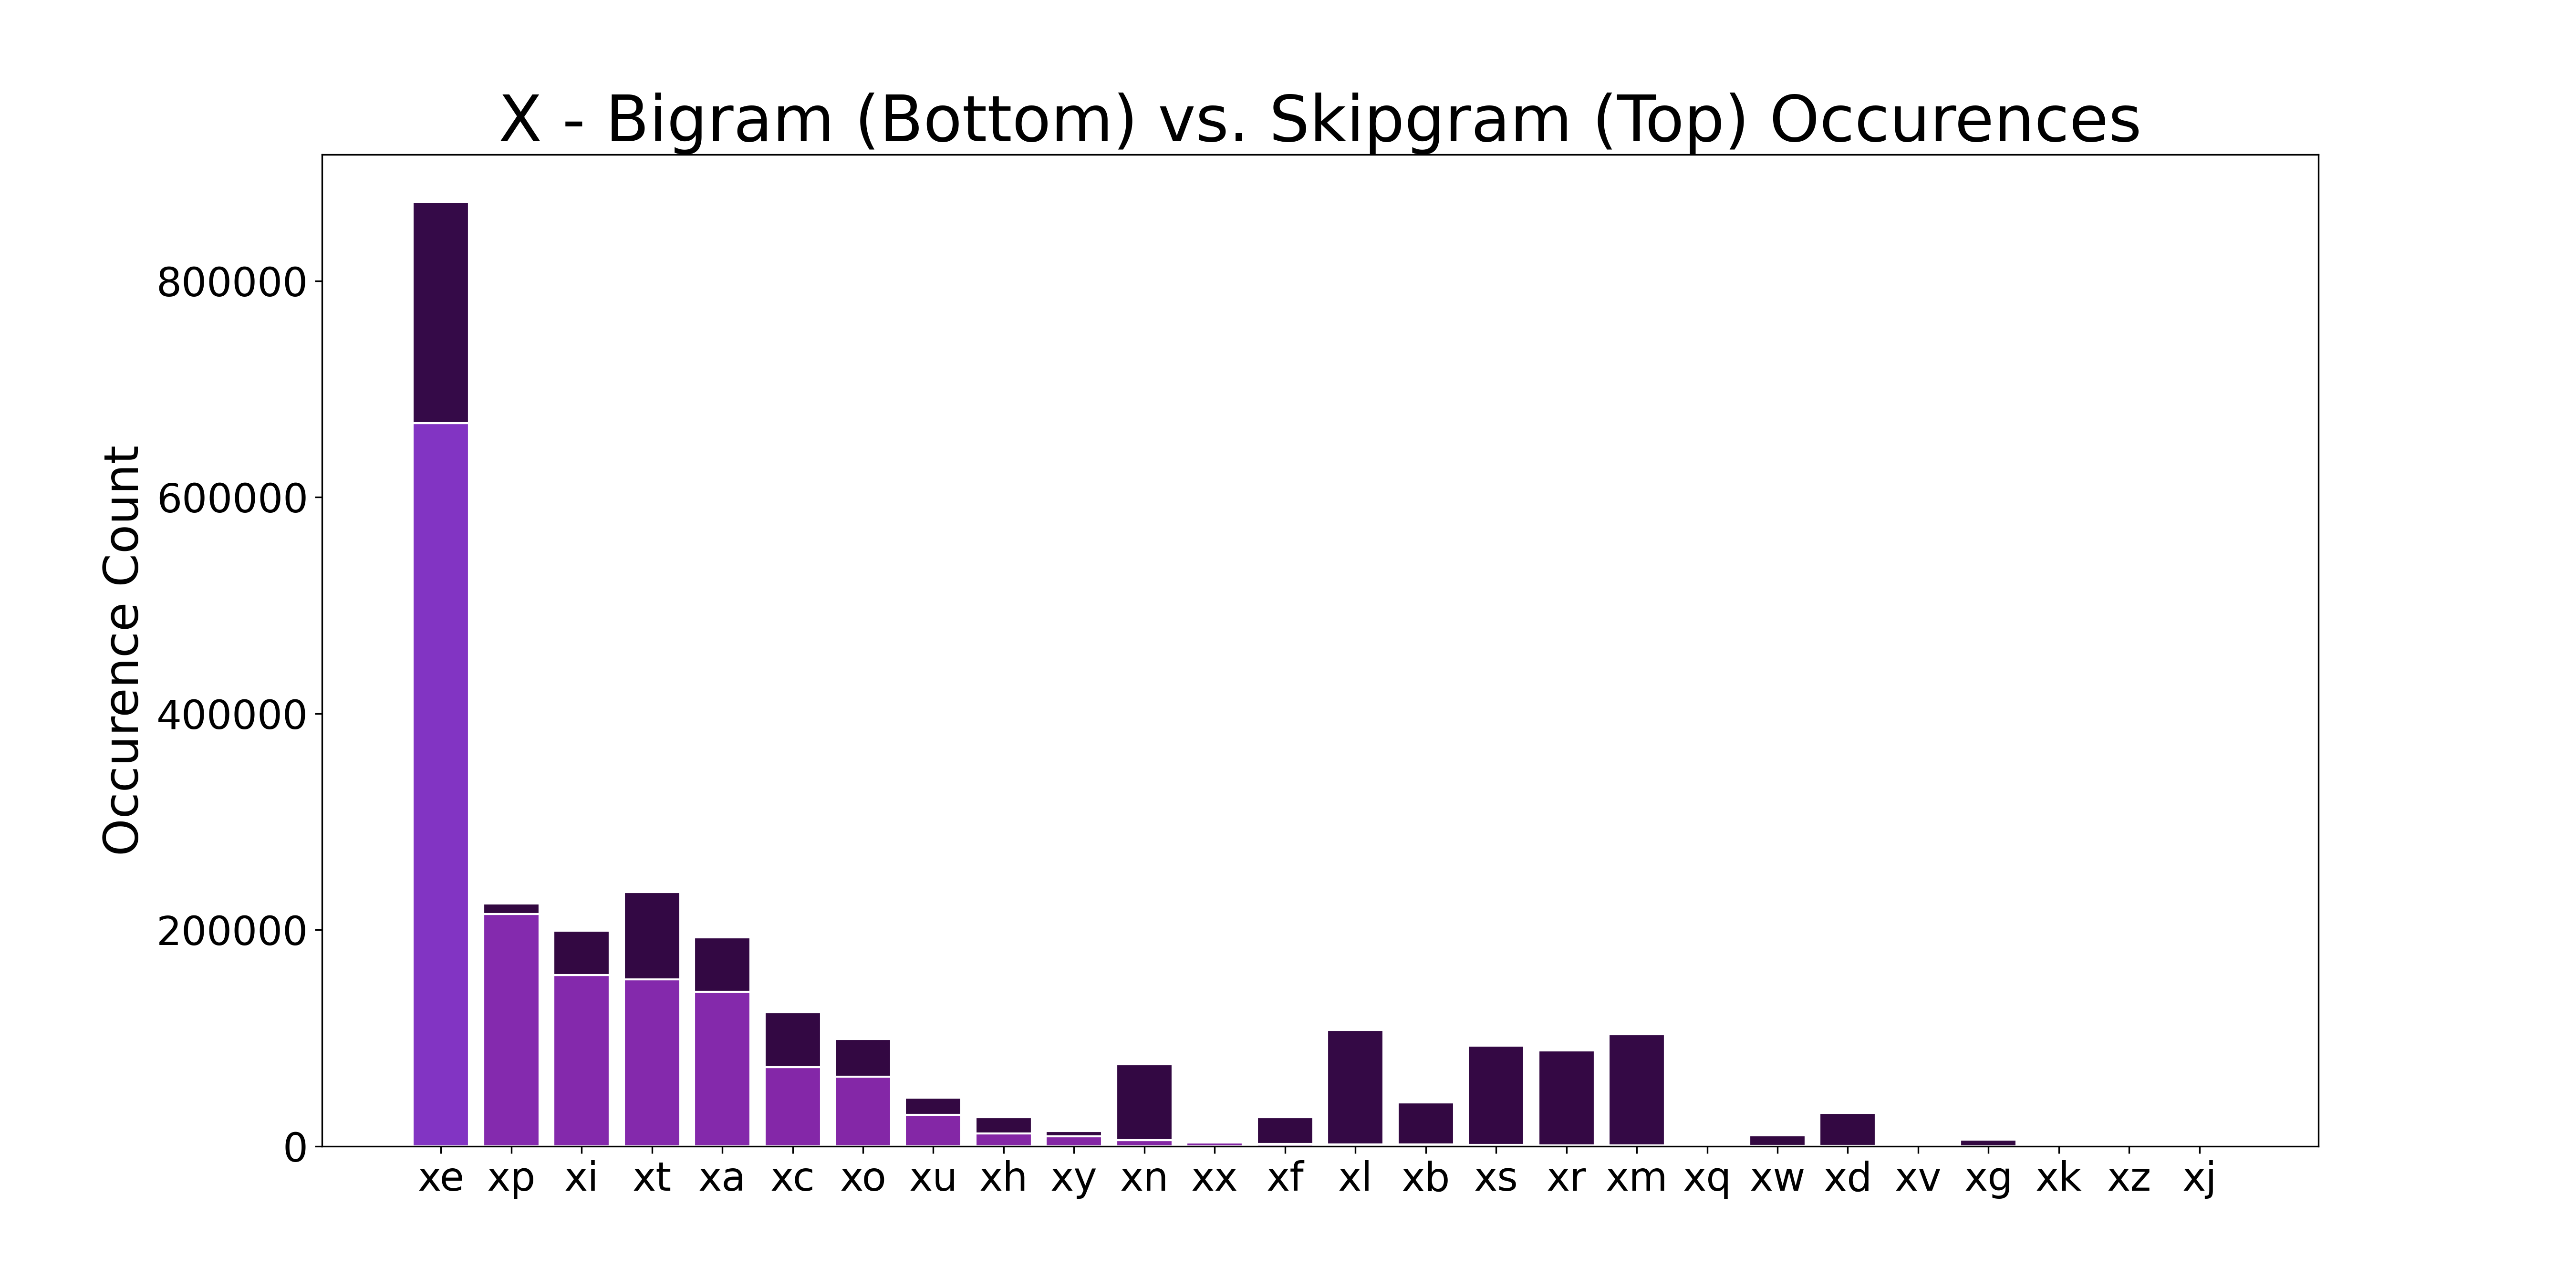 X - Bigram (Bottom) vs. Skipgram (Top) Occurences
Occurence Count
800000
600000
400000
200000
0
xe xp xi xt xa xc xo xu xh xy xn xx xf xl xb xs xr xm xq xw xd xv xg xk xz xj